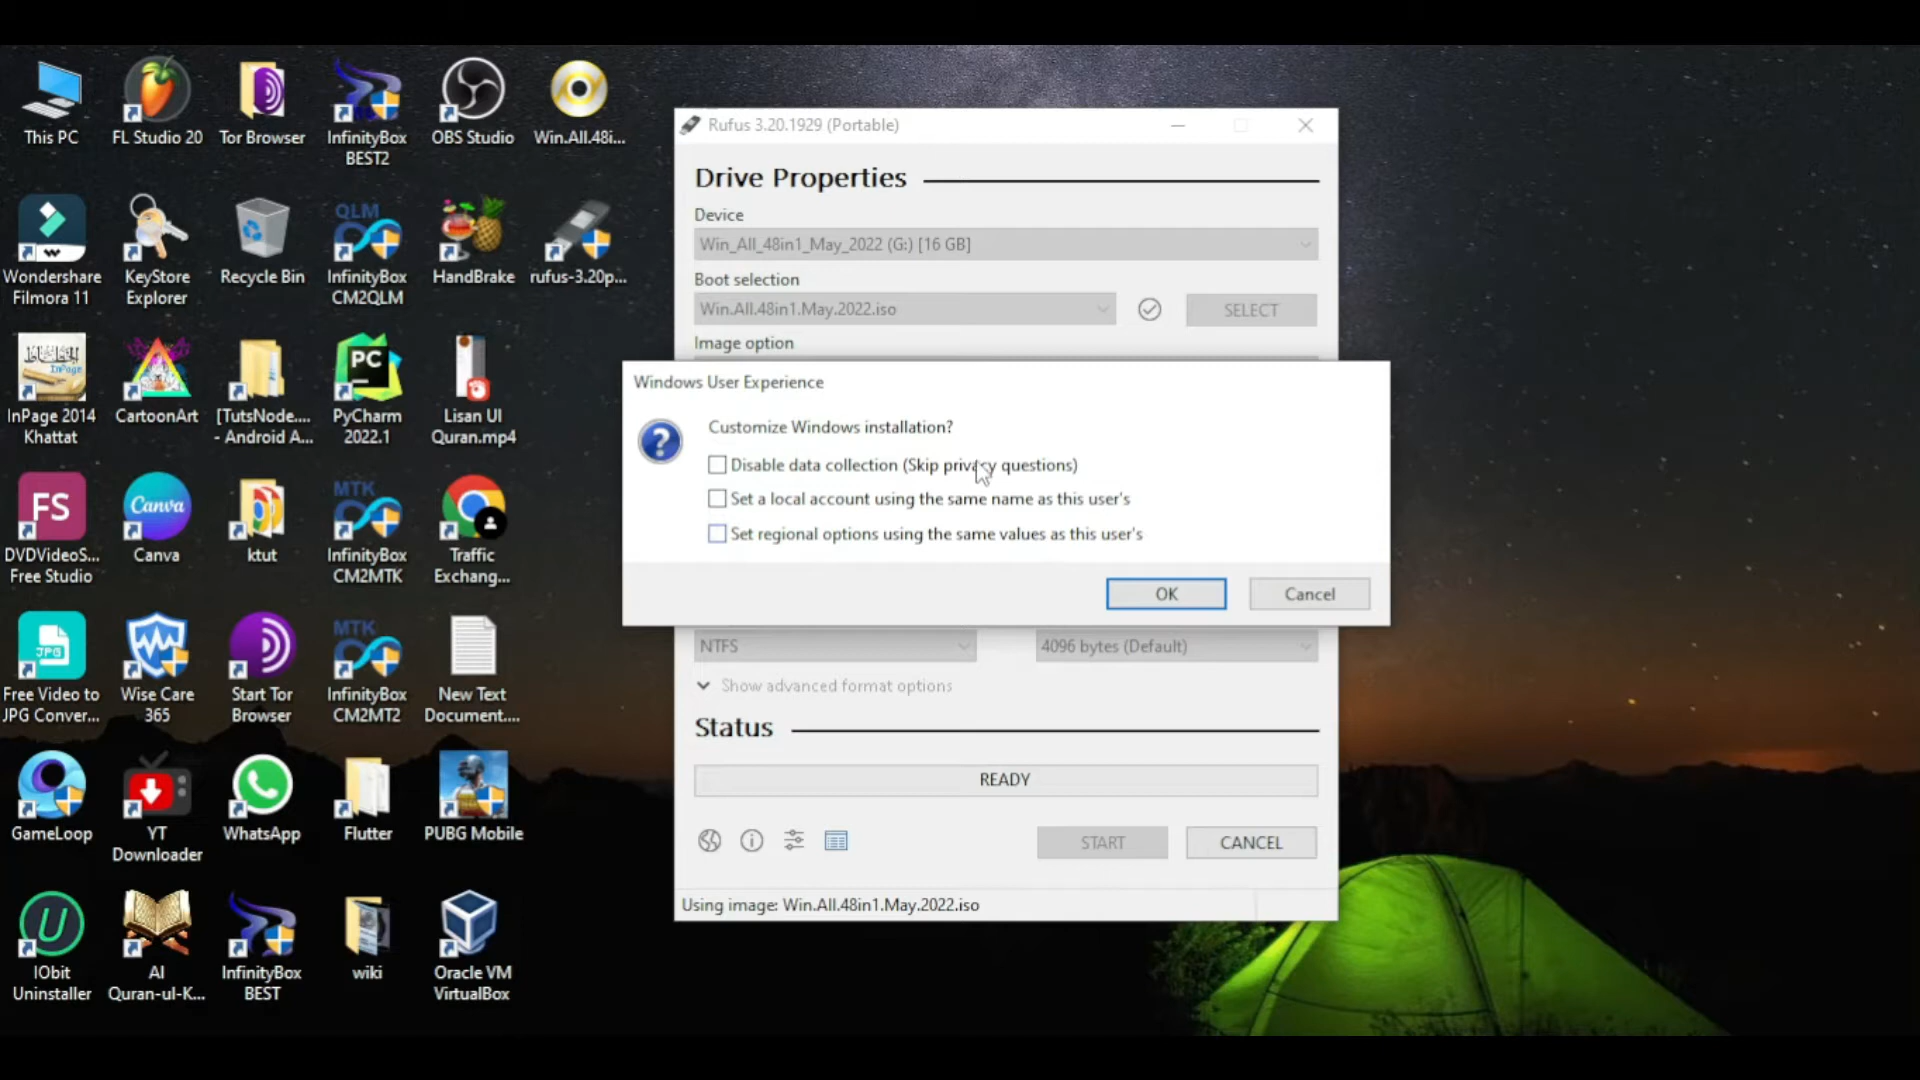 This PC
FL Studio 20
Tor Browser
InfinityBox
BEST2
OBS Studio
Win.All.48i...
Wondershare
Filmora 11
KeyStore
Explorer
Recycle Bin
QLM
InfinityBox
CM2QLM
HandBrake
rufus-3.20p...
InPage 2014
Khattat
CartoonArt
[TutsNode....
- Android A...
PC
PyCharm
2022.1
Lisan Ul
Quran.mp4
FS
DVDVideoS...
Free Studio
Canva
Canva
ktut
MTK
InfinityBox
CM2MTK
Traffic
Exchang...
JPG
Free Video to
JPG Conver...
Wise Care
365
Start Tor
Browser
MTK
InfinityBox
CM2MT2
New Text
Document....
GameLoop
YT
Downloader
WhatsApp
Flutter
PUBG Mobile
IObit
Uninstaller
Al
Quran-ul-K...
InfinityBox
BEST
wiki
Oracle VM
VirtualBox
Rufus 3.20.1929 (Portable)
Drive Properties
Device
Win_All_48in1_May_2022 (G:) [16 GB]
Boot selection
Win.All.48in1.May.2022.iso
SELECT
Image option
Windows User Experience
Customize Windows installation?
Disable data collection (Skip privacy questions)
Set a local account using the same name as this user's
Set regional options using the same values as this user's
OK
Cancel
NTFS
4096 bytes (Default)
Show advanced format options
Status
READY
START
CANCEL
Using image: Win.All.48in1.May.2022.iso